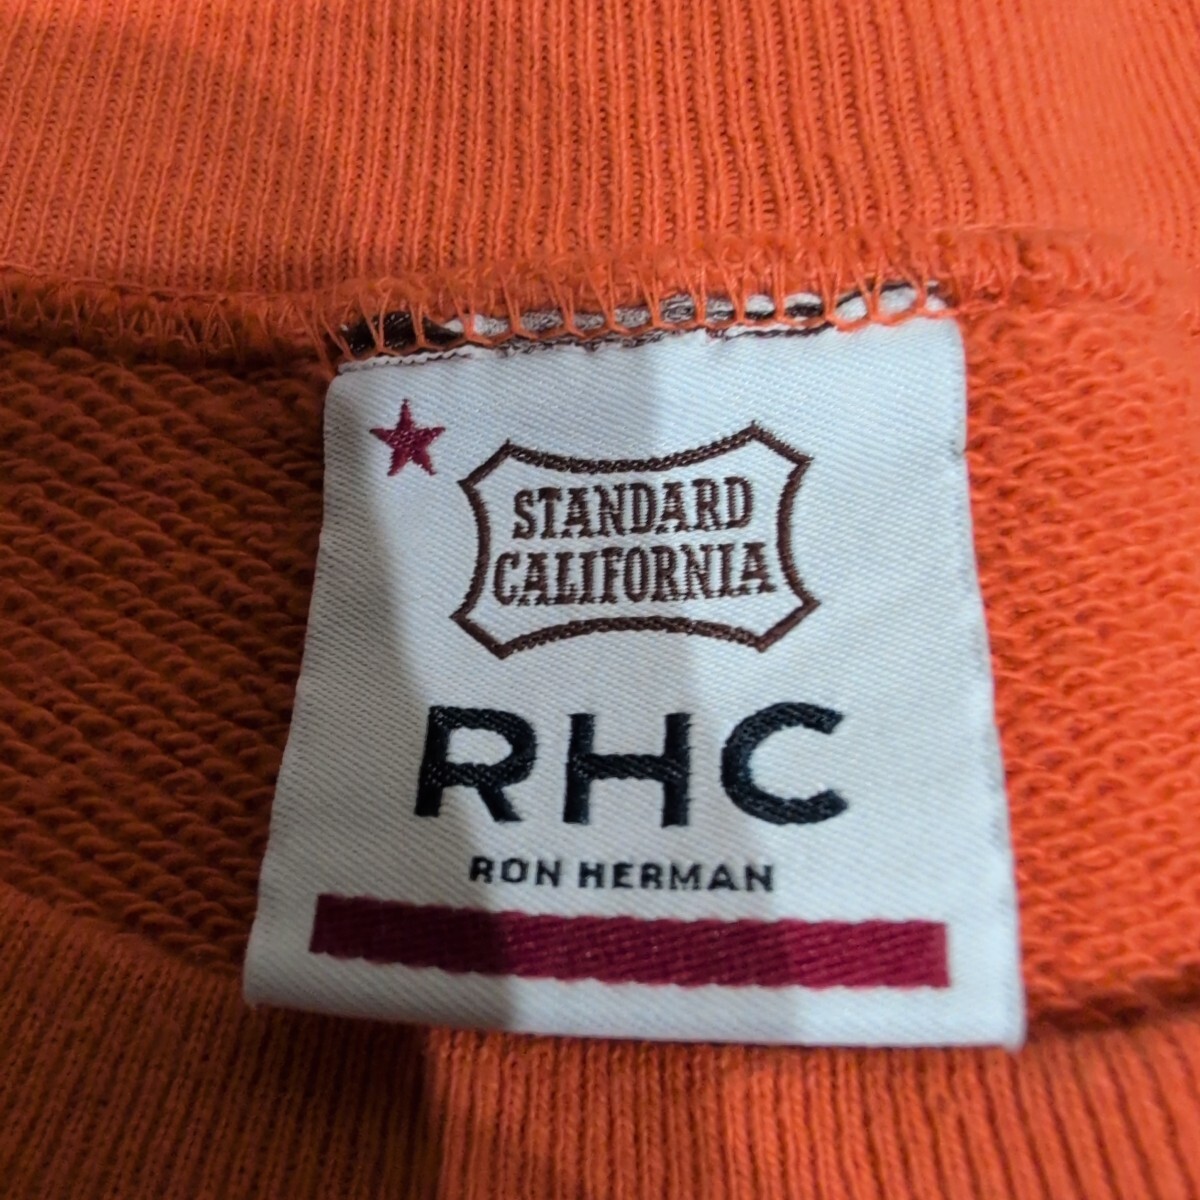 STANDARD
CALIFORNIA
RHC
RON HERMAN